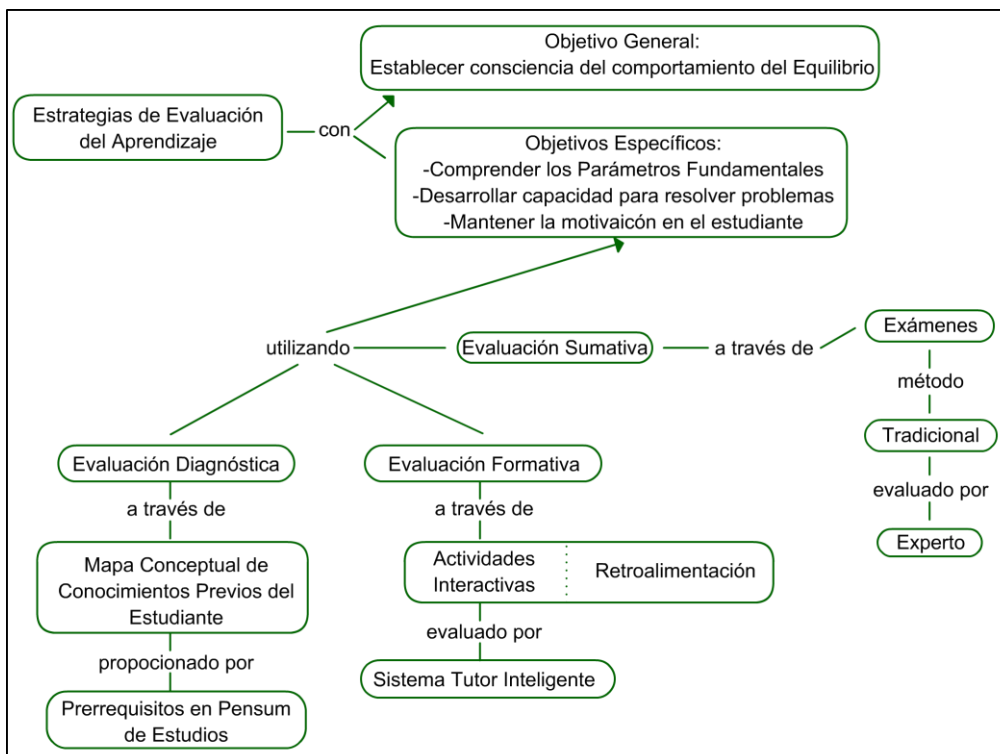 Objetivo General:
Establecer consciencia del comportamiento del Equilibrio
Estrategias de Evaluación
del Aprendizaje
con
Objetivos Específicos:
-Comprender los Parámetros Fundamentales
-Desarrollar capacidad para resolver problemas
-Mantener la motivaicón en el estudiante
utilizando
Evaluación Sumativa
a través de
Exámenes
método
Tradicional
evaluado por
Experto
Evaluación Diagnóstica
a través de
Mapa Conceptual de
Conocimientos Previos del
Estudiante
propocionado por
Prerrequisitos en Pensum
de Estudios
Evaluación Formativa
a través de
Actividades
Interactivas
Retroalimentación
evaluado por
Sistema Tutor Inteligente